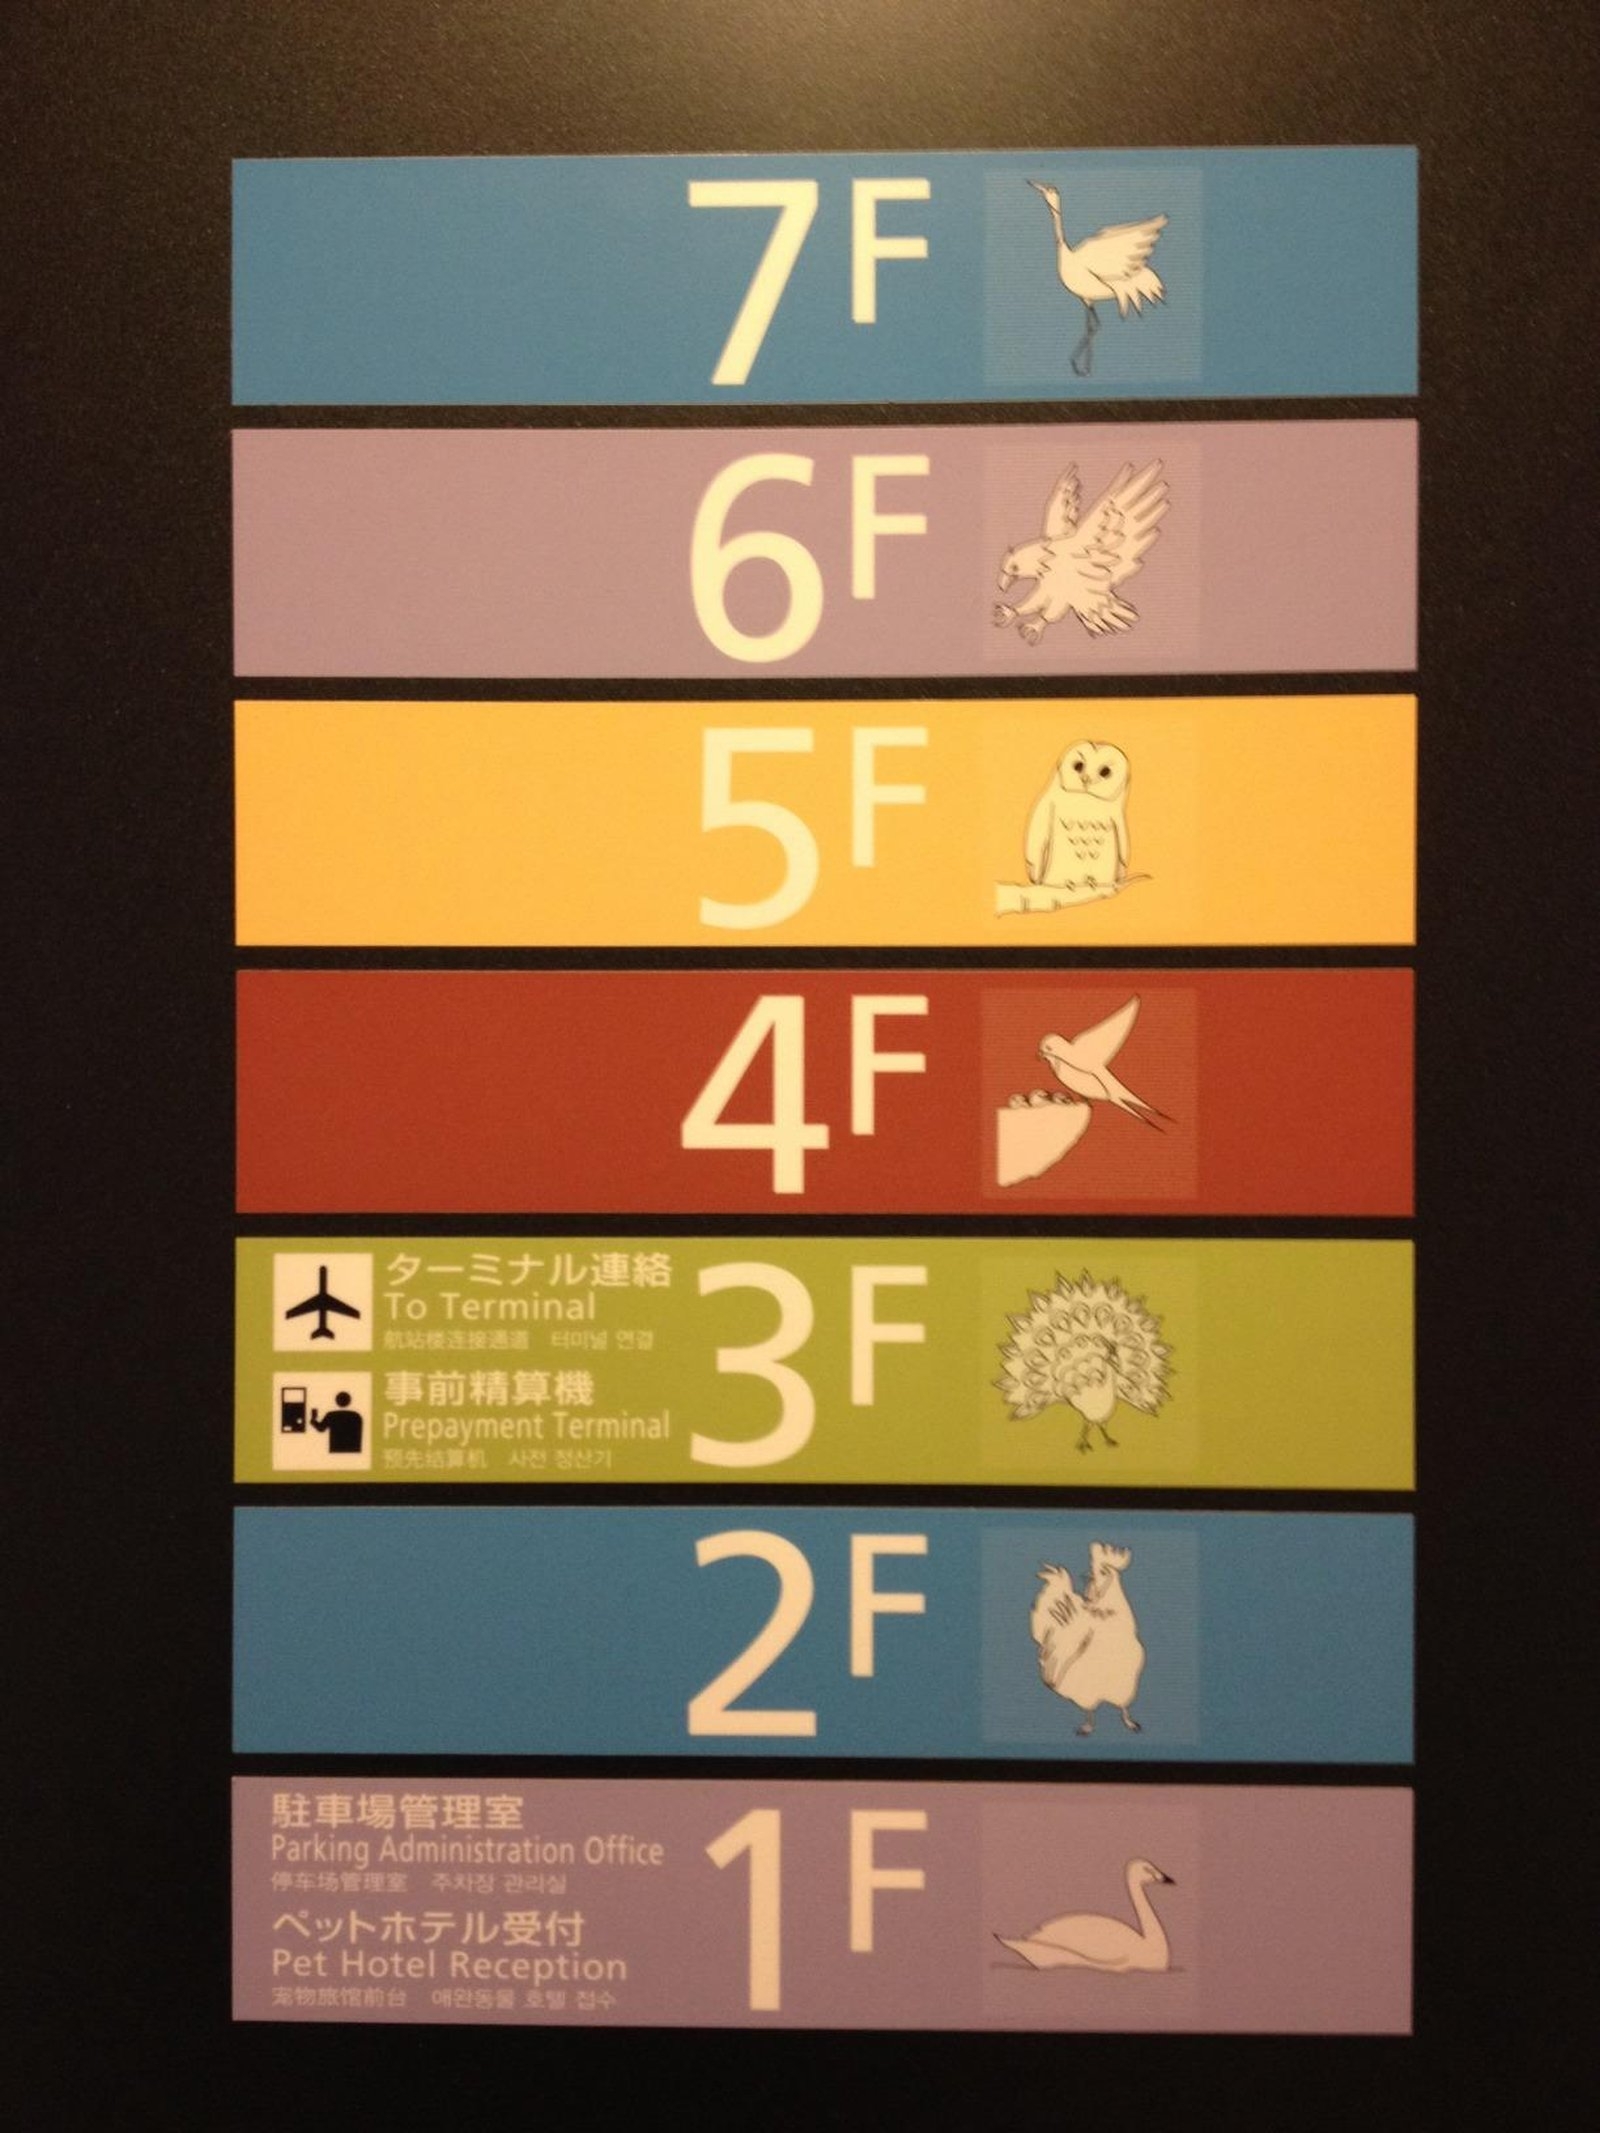 7F
6F
5F
4F
3F
ターミナル連絡
To Terminal
航站楼连接通道 터미널 연결
事前精算機
Prepayment Terminal
预先结算机 사전 정산기
2F
1F
駐車場管理室
Parking Administration Office
停车场管理室 주차장 관리실
ペットホテル受付
Pet Hotel Reception
宠物旅馆前台 애완동물 호텔 접수